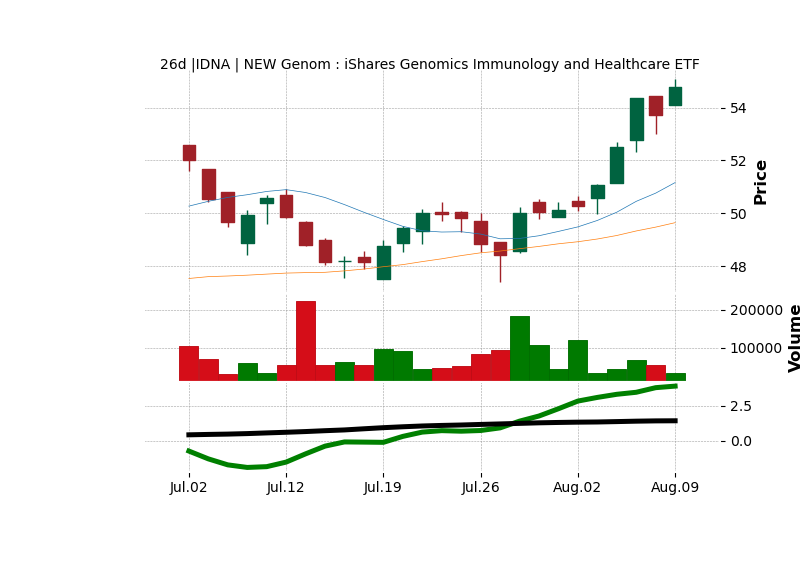 26d |IDNA | NEW Genom : iShares Genomics Immunology and Healthcare ETF
54
52
50
48
Price
200000
100000
Volume
2.5
0.0
Jul.02 Jul.12 Jul.19 Jul.26 Aug.02 Aug.09